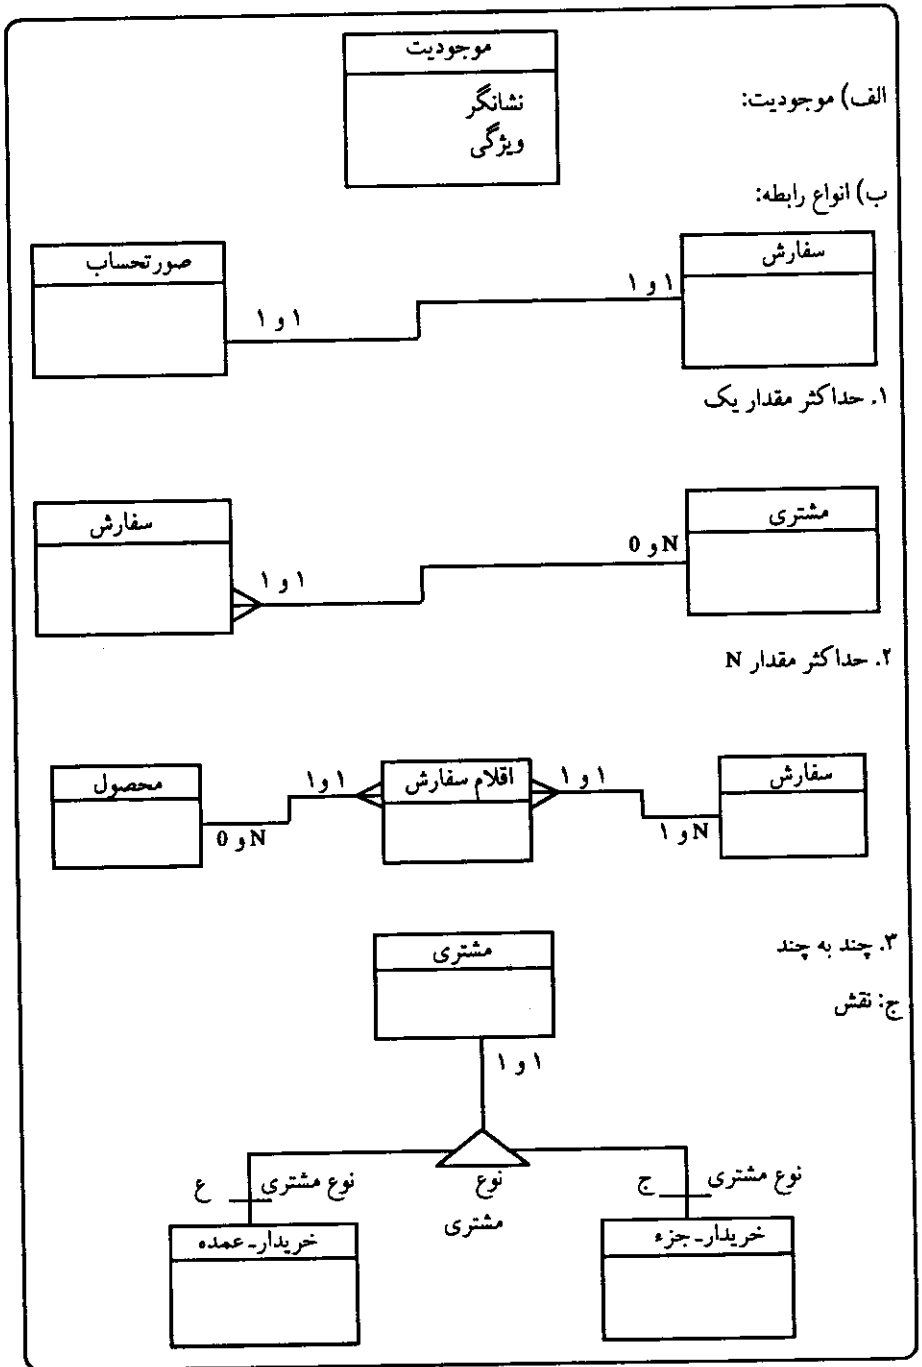 موجودیت
نشانگر
ویژگی
الف) موجودیت:
ب) انواع رابطه:
سفارش
صورتحساب
۱ و ۱
۱ و ۱
۱. حداکثر مقدار یک
مشتری
سفارش
N و 0
۱ و ۱
۲. حداکثر مقدار N
سفارش
اقلام سفارش
محصول
۱ و ۱
۱ و ۱
N و ۱
N و 0
۳. چند به چند
مشتری
ج: نقش
۱ و ۱
نوع مشتری
ج
نوع
مشتری
نوع مشتری
ع
خریدار-جزء
خریدار-عمده